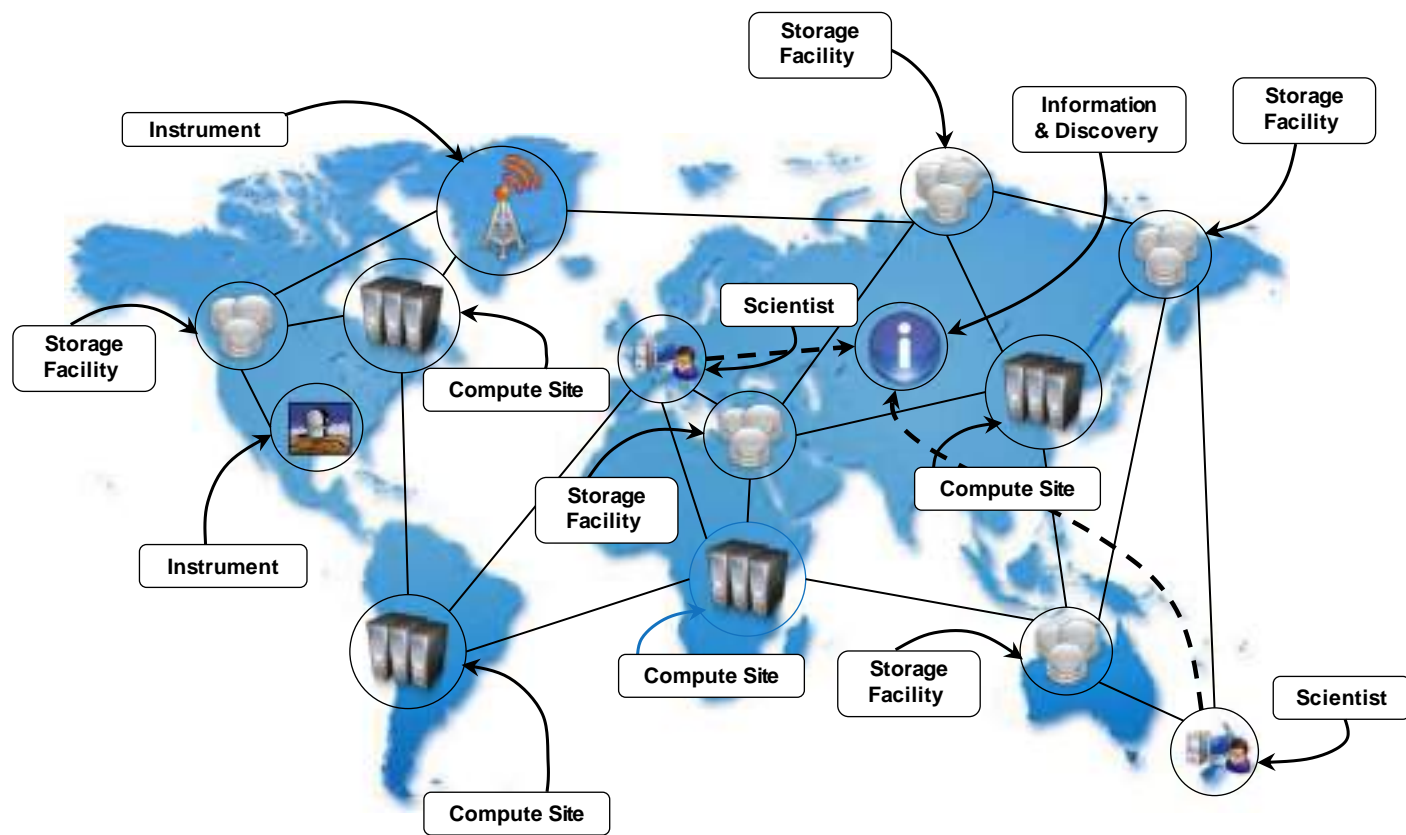 Storage
Facility
Information
& Discovery
Storage
Facility
Instrument
Scientist
Storage
Facility
Compute Site
Storage
Facility
Compute Site
Instrument
Compute Site
Storage
Facility
Scientist
Compute Site